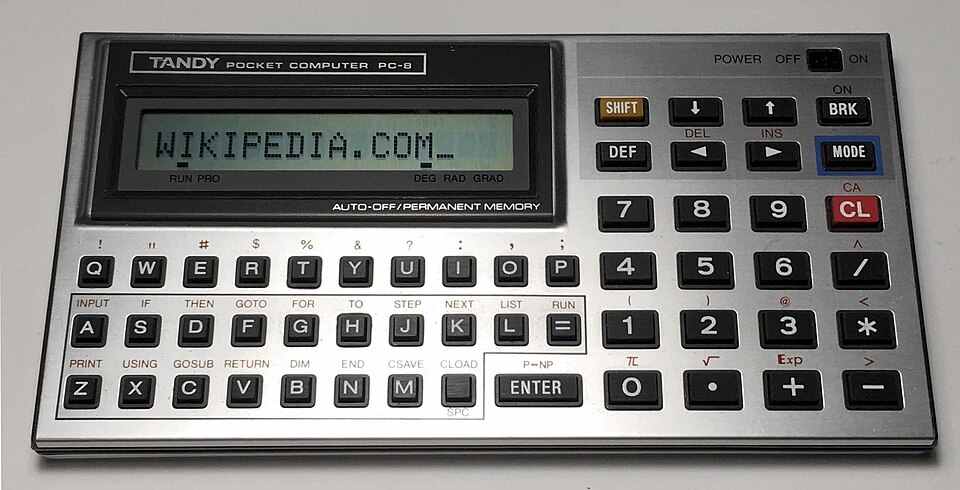 TANDY POCKET COMPUTER PC-8
POWER OFF ON
WIKIPEDIA.COM_
RUN PRO DEG RAD GRAD
AUTO-OFF/PERMANENT MEMORY
ON
SHIFT ↓ ↑ BRK
DEL INS
DEF ◄ ► MODE
CA
7 8 9 CL
! " # $ % & ? : , ; ^
Q W E R T Y U I O P 4 5 6 /
INPUT IF THEN GOTO FOR TO STEP NEXT LIST RUN ( ) @ <
A S D F G H J K L = 1 2 3 *
PRINT USING GOSUB RETURN DIM END CSAVE CLOAD P↔NP π √ Exp >
Z X C V B N M ENTER 0 • + −
SPC